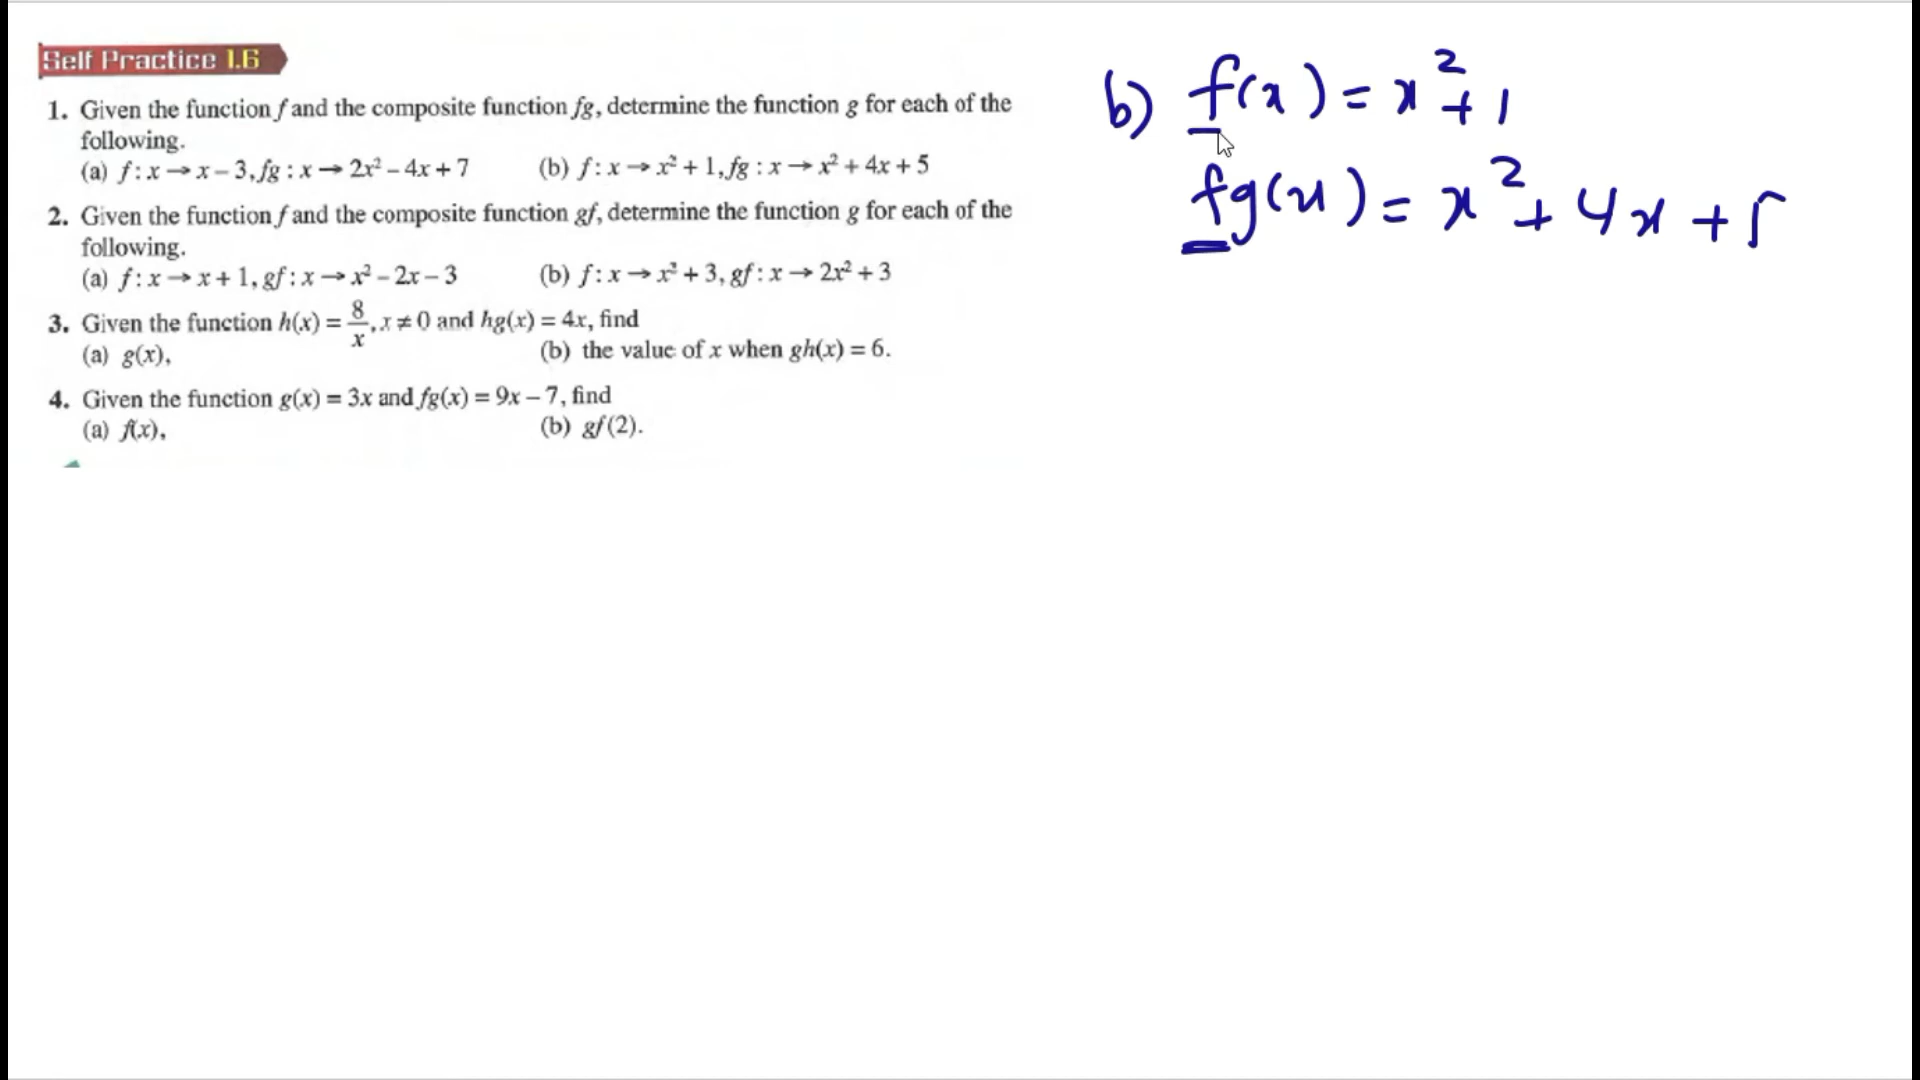 Self Practice 1.6
1. Given the function f and the composite function fg, determine the function g for each of the
following.
(a) f : x → x – 3, fg : x → 2x² – 4x + 7 (b) f : x → x² + 1, fg : x → x² + 4x + 5
2. Given the function f and the composite function gf, determine the function g for each of the
following.
(a) f : x → x + 1, gf : x → x² – 2x – 3 (b) f : x → x² + 3, gf : x → 2x² + 3
3. Given the function h(x) = 8/x, x ≠ 0 and hg(x) = 4x, find
(a) g(x), (b) the value of x when gh(x) = 6.
4. Given the function g(x) = 3x and fg(x) = 9x – 7, find
(a) f(x), (b) gf(2).
b) f(x) = x² + 1
fg(x) = x² + 4x + 5